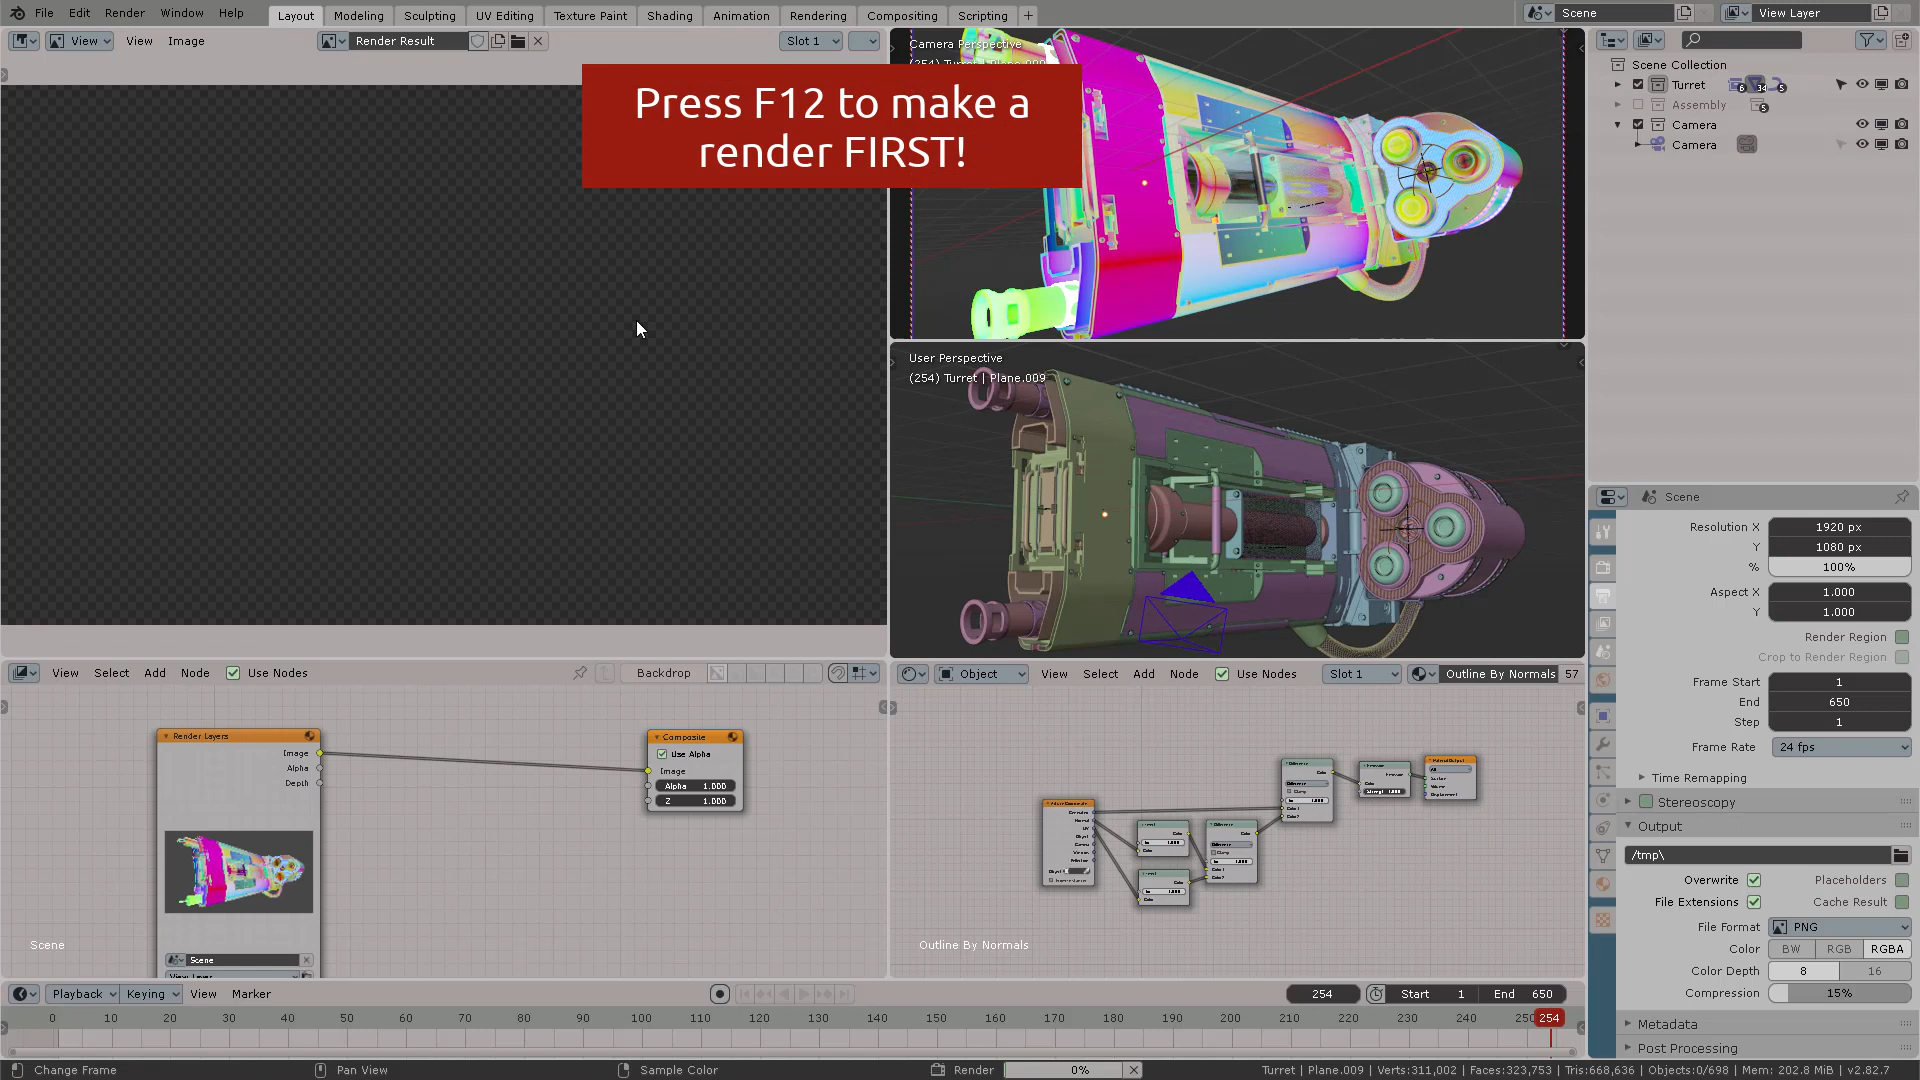 File Edit Render Window Help Layout Modeling Sculpting UV Editing Texture Paint Shading Animation Rendering Compositing Scripting + Scene View Layer
View View Image Render Result Slot 1
Camera Perspective
Press F12 to make a
render FIRST!
User Perspective
(254) Turret | Plane.009
Scene Collection
Turret
Assembly
Camera
Camera
Scene
Resolution X 1920 px
Y 1080 px
% 100%
Aspect X 1.000
Y 1.000
Render Region
Crop to Render Region
Frame Start 1
End 650
Step 1
Frame Rate 24 fps
Time Remapping
Stereoscopy
Output
/tmp\
Overwrite Placeholders
File Extensions Cache Result
File Format PNG
Color BW RGB RGBA
Color Depth 8 16
Compression 15%
Metadata
Post Processing
View Select Add Node Use Nodes Backdrop
Render Layers
Image
Alpha
Depth
Scene
View Layer
Composite
Use Alpha
Image
Alpha 1.000
Z 1.000
Scene
Object View Select Add Node Use Nodes Slot 1 Outline By Normals 57
Outline By Normals
Playback Keying View Marker 254 Start 1 End 650
0 10 20 30 40 50 60 70 80 90 100 110 120 130 140 150 160 170 180 190 200 210 220 230 240 250 254
Change Frame Pan View Sample Color Render 0% Turret | Plane.009 | Verts:311,002 | Faces:323,753 | Tris:668,636 | Objects:0/698 | Mem: 202.8 MiB | v2.82.7